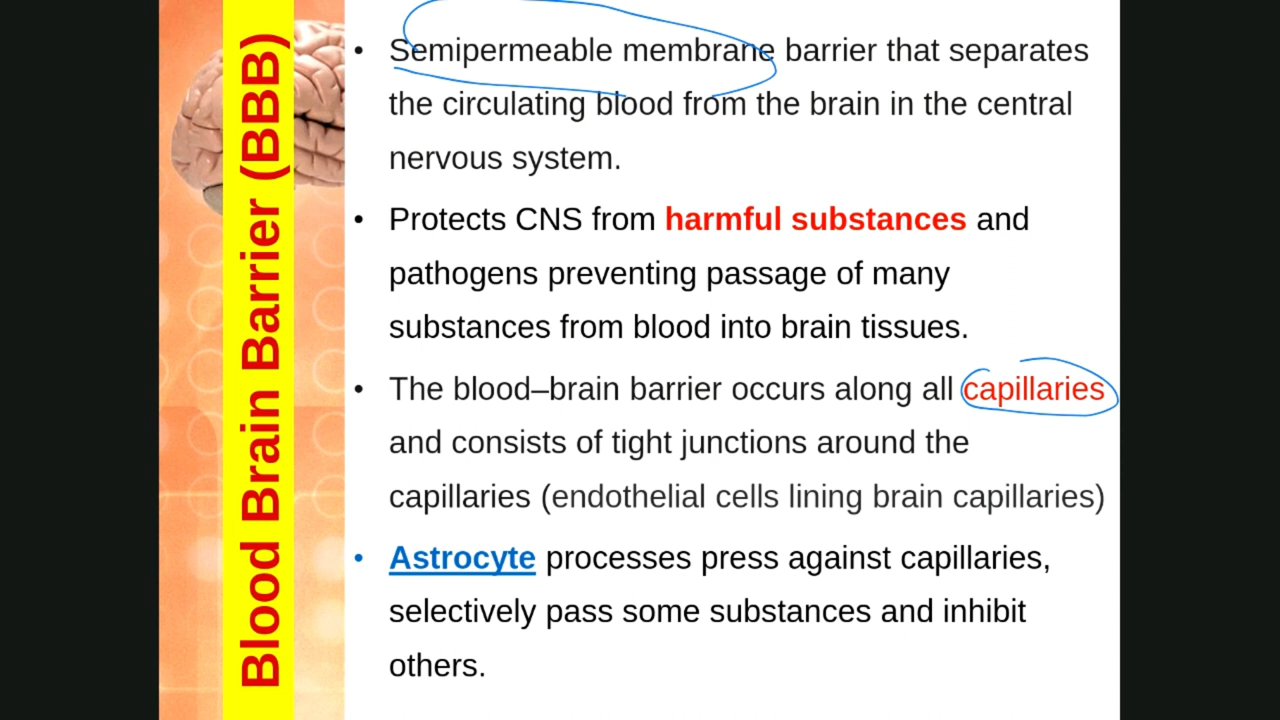 Blood Brain Barrier (BBB)
• Semipermeable membrane barrier that separates
the circulating blood from the brain in the central
nervous system.
• Protects CNS from harmful substances and
pathogens preventing passage of many
substances from blood into brain tissues.
• The blood–brain barrier occurs along all capillaries
and consists of tight junctions around the
capillaries (endothelial cells lining brain capillaries)
• Astrocyte processes press against capillaries,
selectively pass some substances and inhibit
others.